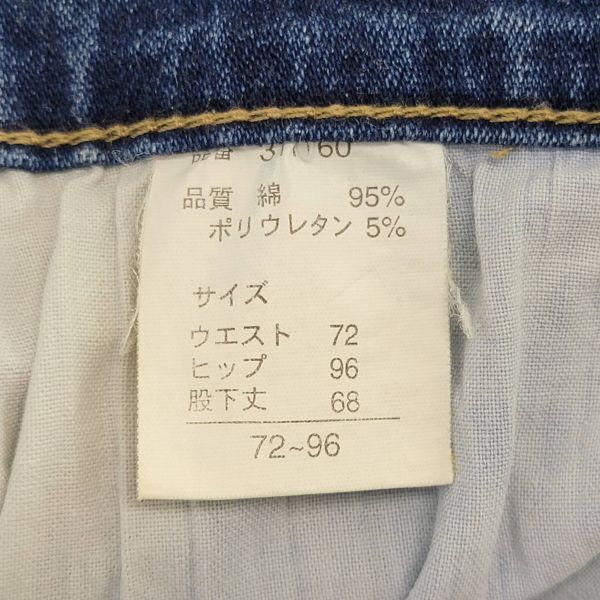 品質 綿 95%
ポリウレタン 5%
サイズ
ウエスト 72
ヒップ 96
股下丈 68
72~96